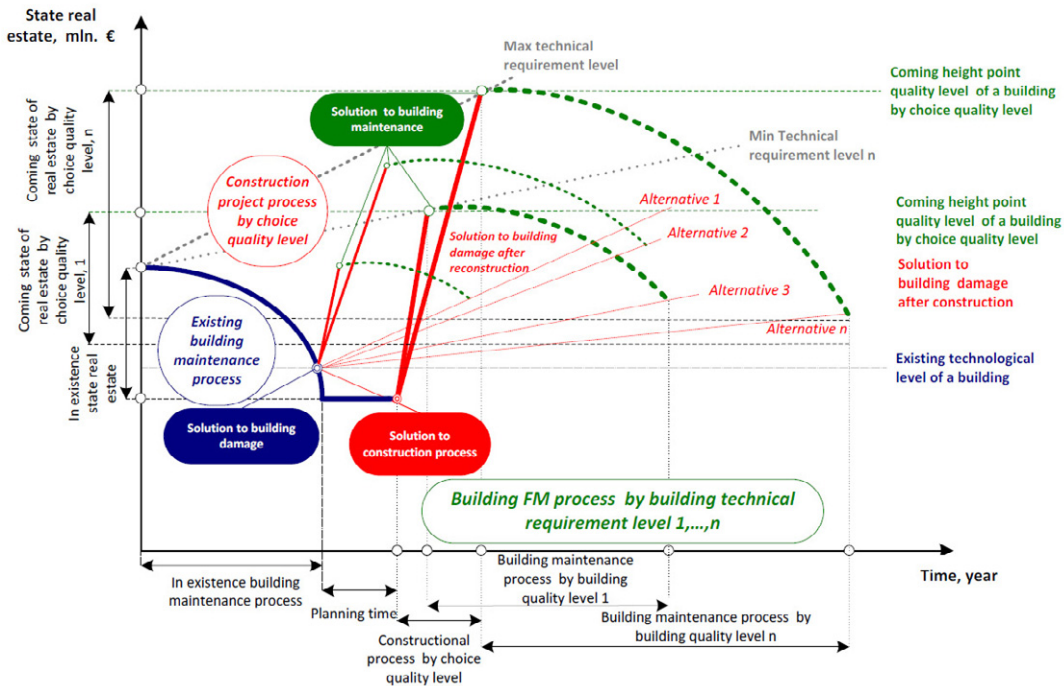 State real
estate, mln. €
Max technical
requirement level
Coming height point
quality level of a building
by choice quality level
Solution to building
maintenance
Min Technical
requirement level n
Coming state of
real estate by
choice quality
level, n
Construction
project process
by choice
quality level
Alternative 1
Coming height point
quality level of a building
by choice quality level
Alternative 2
Solution to building
damage after
reconstruction
Coming state of
real estate by
choice quality
level, 1
Solution to
building damage
after construction
Alternative 3
Alternative n
Existing
building
maintenance
process
Existing technological
level of a building
In existence
state real
estate
Solution to building
damage
Solution to
construction process
Building FM process by building technical
requirement level 1,...,n
Time, year
In existence building
maintenance process
Building maintenance
process by building
quality level 1
Planning time
Building maintenance process by
building quality level n
Constructional
process by choice
quality level